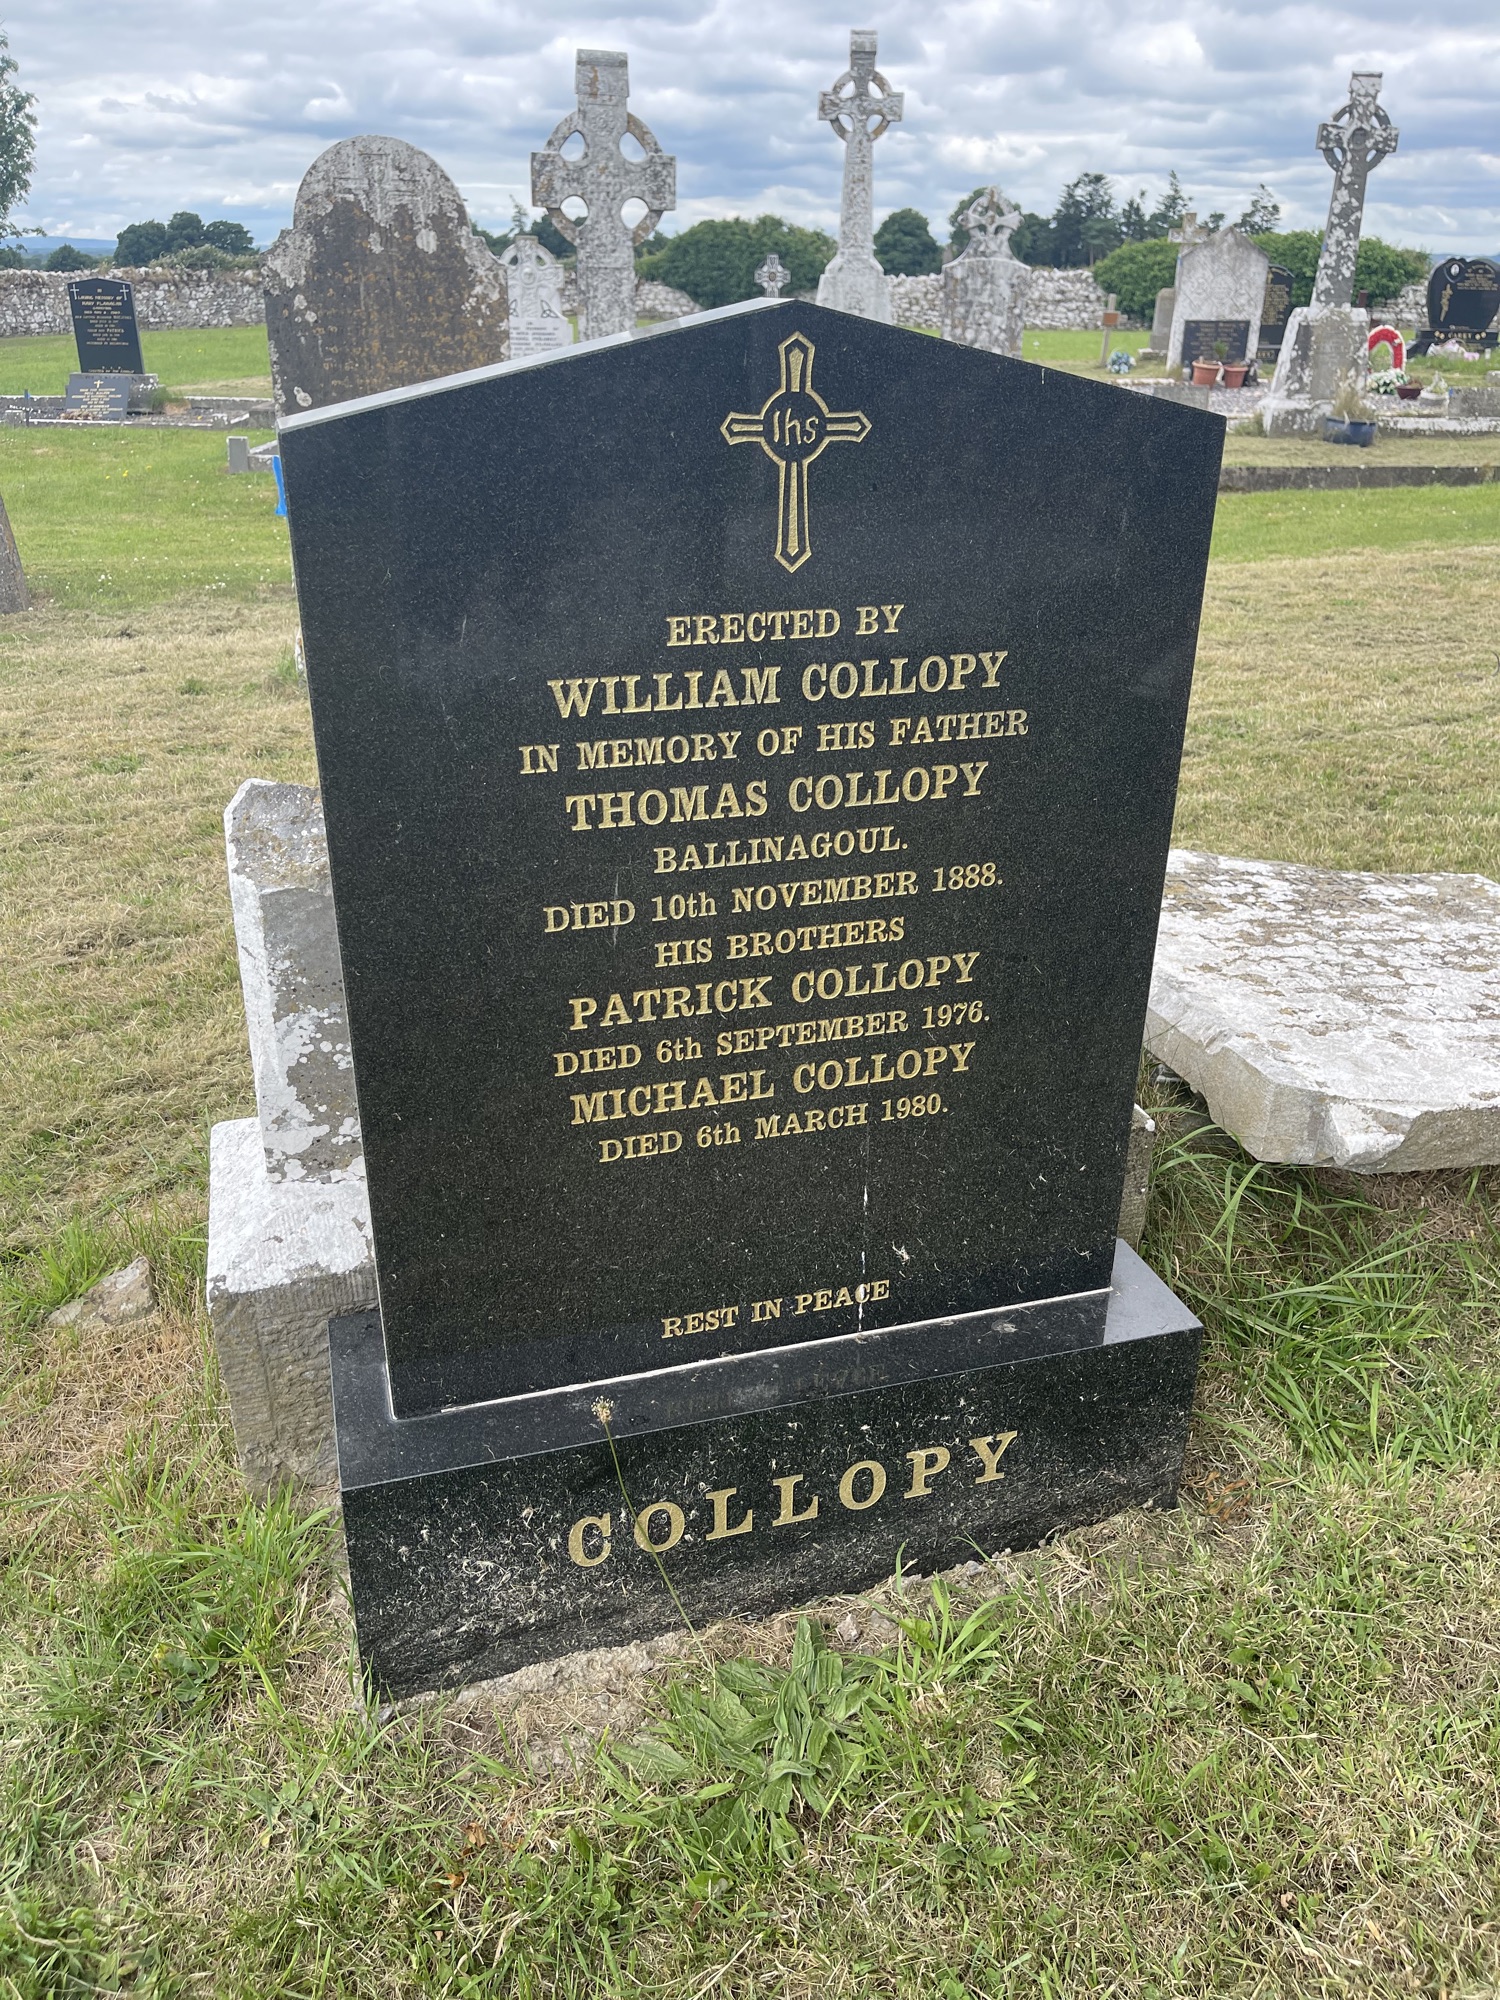 Ihs
ERECTED BY
WILLIAM COLLOPY
IN MEMORY OF HIS FATHER
THOMAS COLLOPY
BALLINAGOUL.
DIED 10th NOVEMBER 1888.
HIS BROTHERS
PATRICK COLLOPY
DIED 6th SEPTEMBER 1976.
MICHAEL COLLOPY
DIED 6th MARCH 1980.
REST IN PEACE
COLLOPY